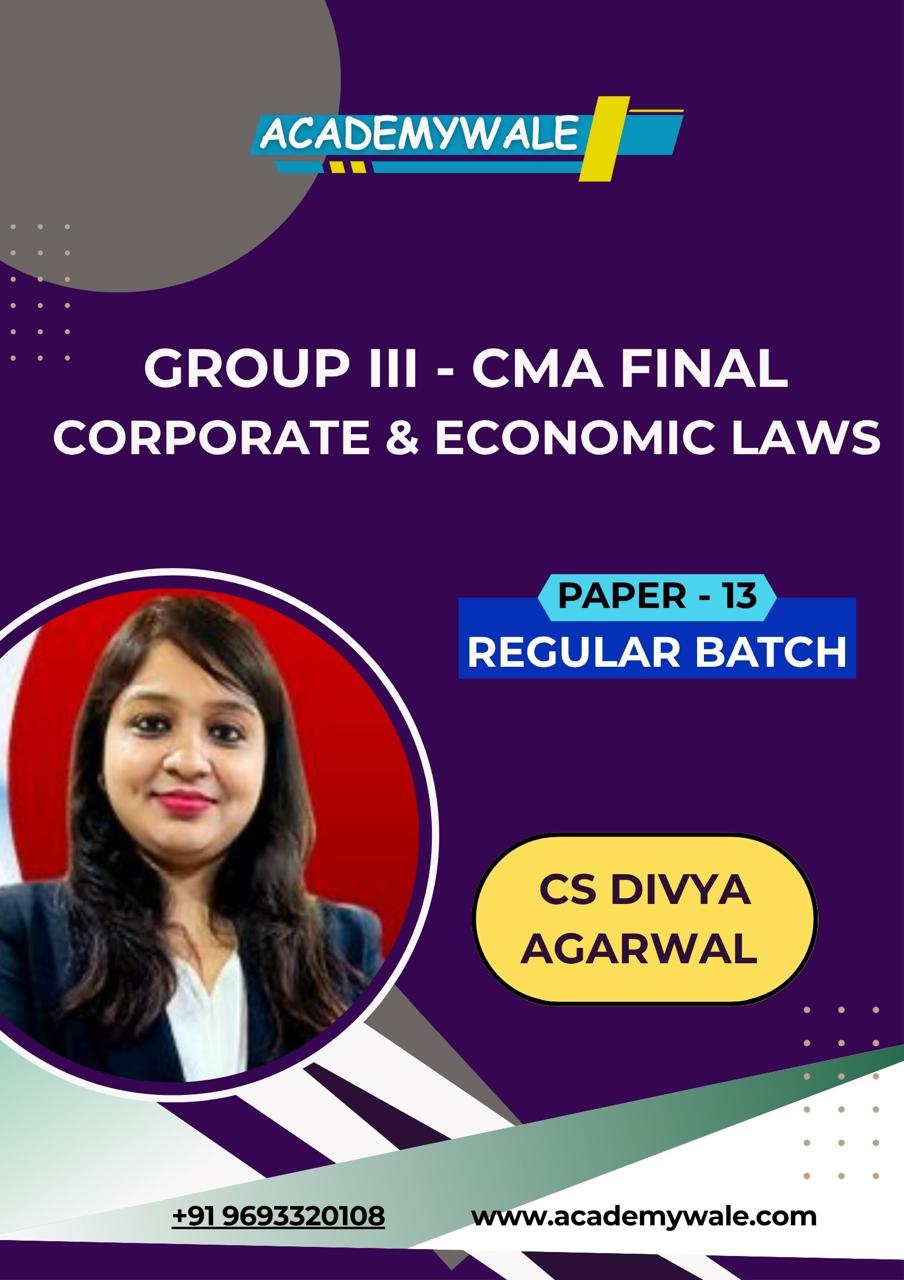 ACADEMYWALE
GROUP III - CMA FINAL
CORPORATE & ECONOMIC LAWS
PAPER - 13
REGULAR BATCH
CS DIVYA
AGARWAL
+91 9693320108
www.academywale.com